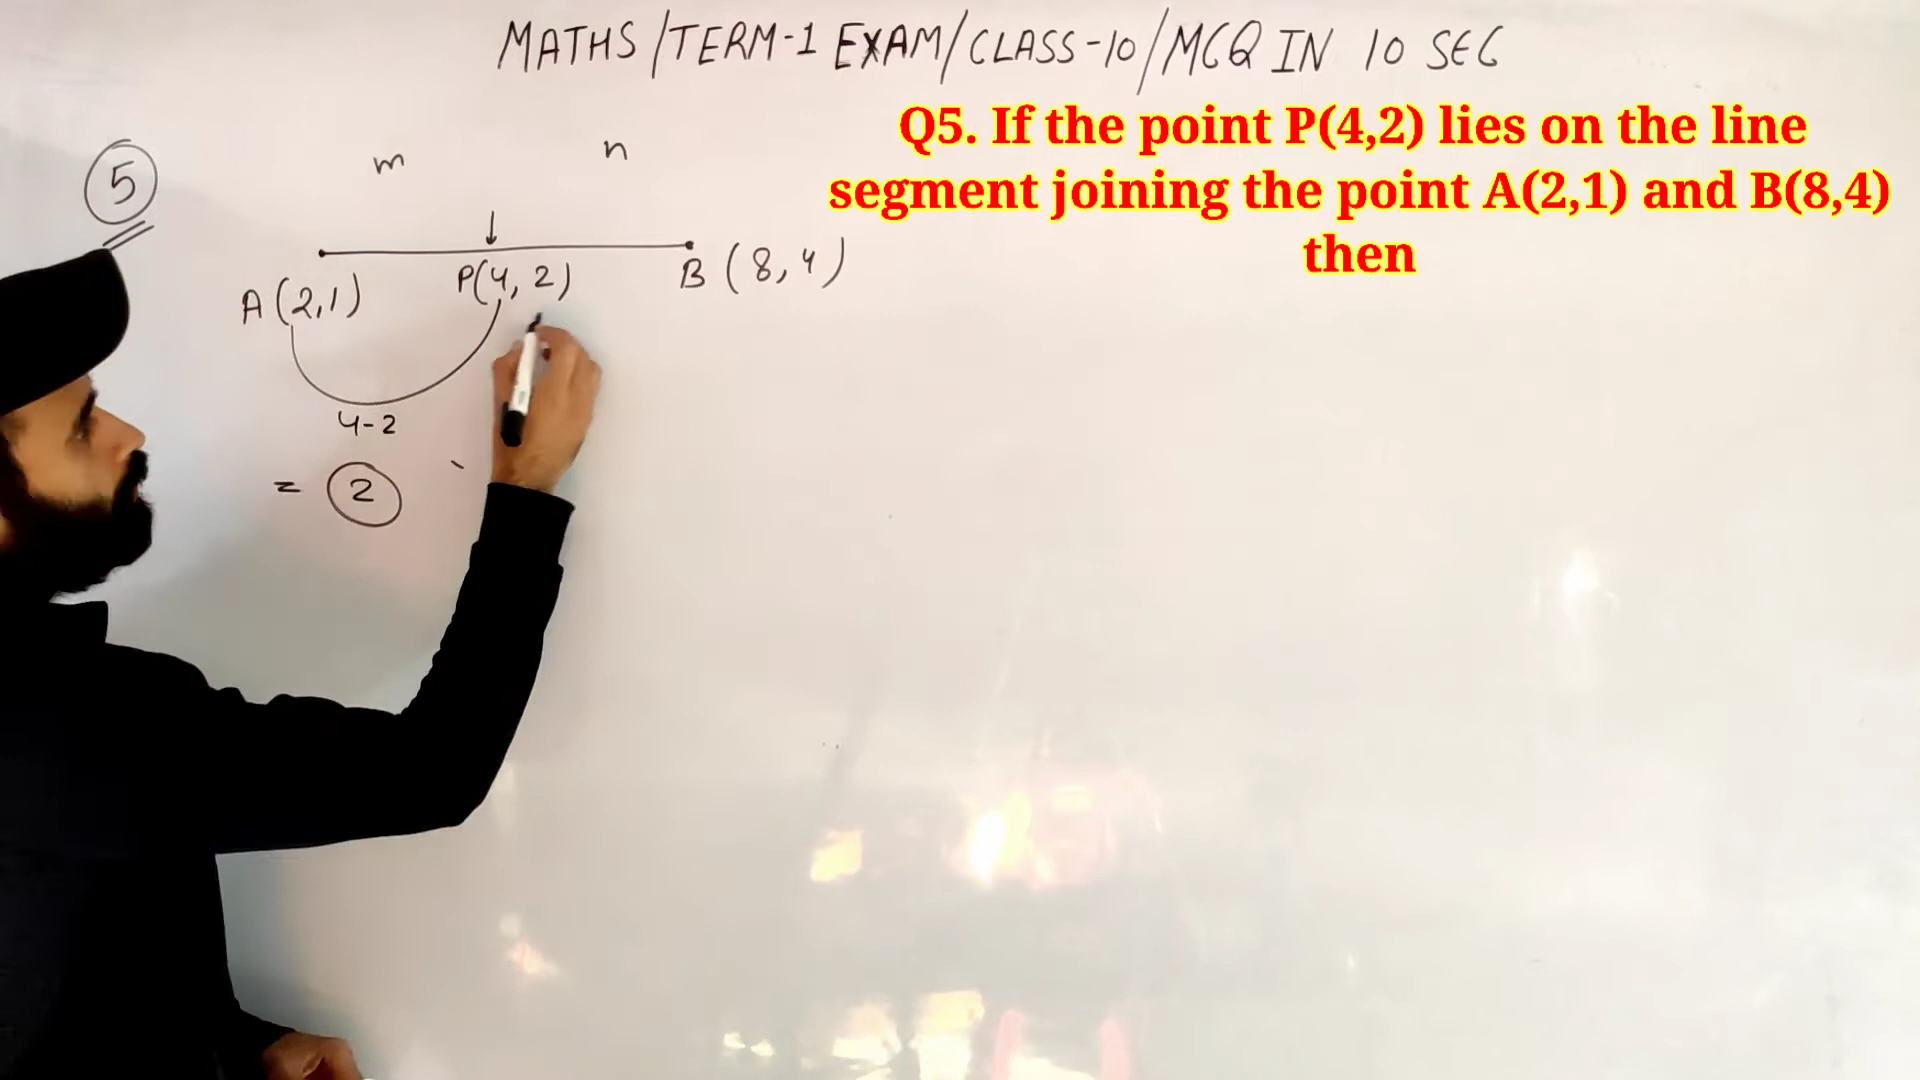 MATHS/TERM-1 EXAM/CLASS-10/MCQ IN 10 SEC
Q5. If the point P(4,2) lies on the line
segment joining the point A(2,1) and B(8,4)
then
5
m n
A(2,1) P(4,2) B(8,4)
4-2
= 2